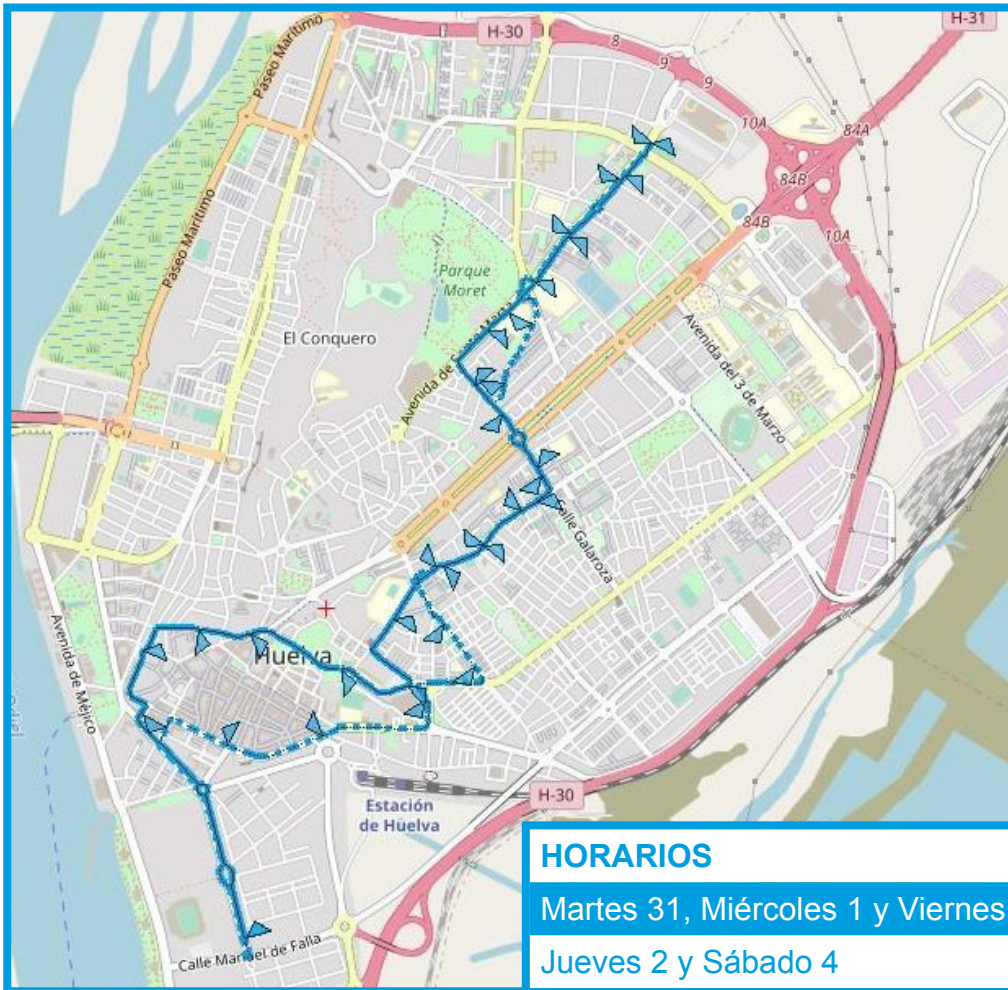 H-30
H-31
Paseo Marítimo
8
9
9
10A
84A
84B
84B
10A
Paseo Marítimo
Parque
Moret
El Conquero
Avenida del 3 de Marzo
Calle Galaroza
Huelva
Avenida de Méjico
Estación
de Huelva
H-30
Calle Manuel de Falla
HORARIOS
Martes 31, Miércoles 1 y Viernes
Jueves 2 y Sábado 4